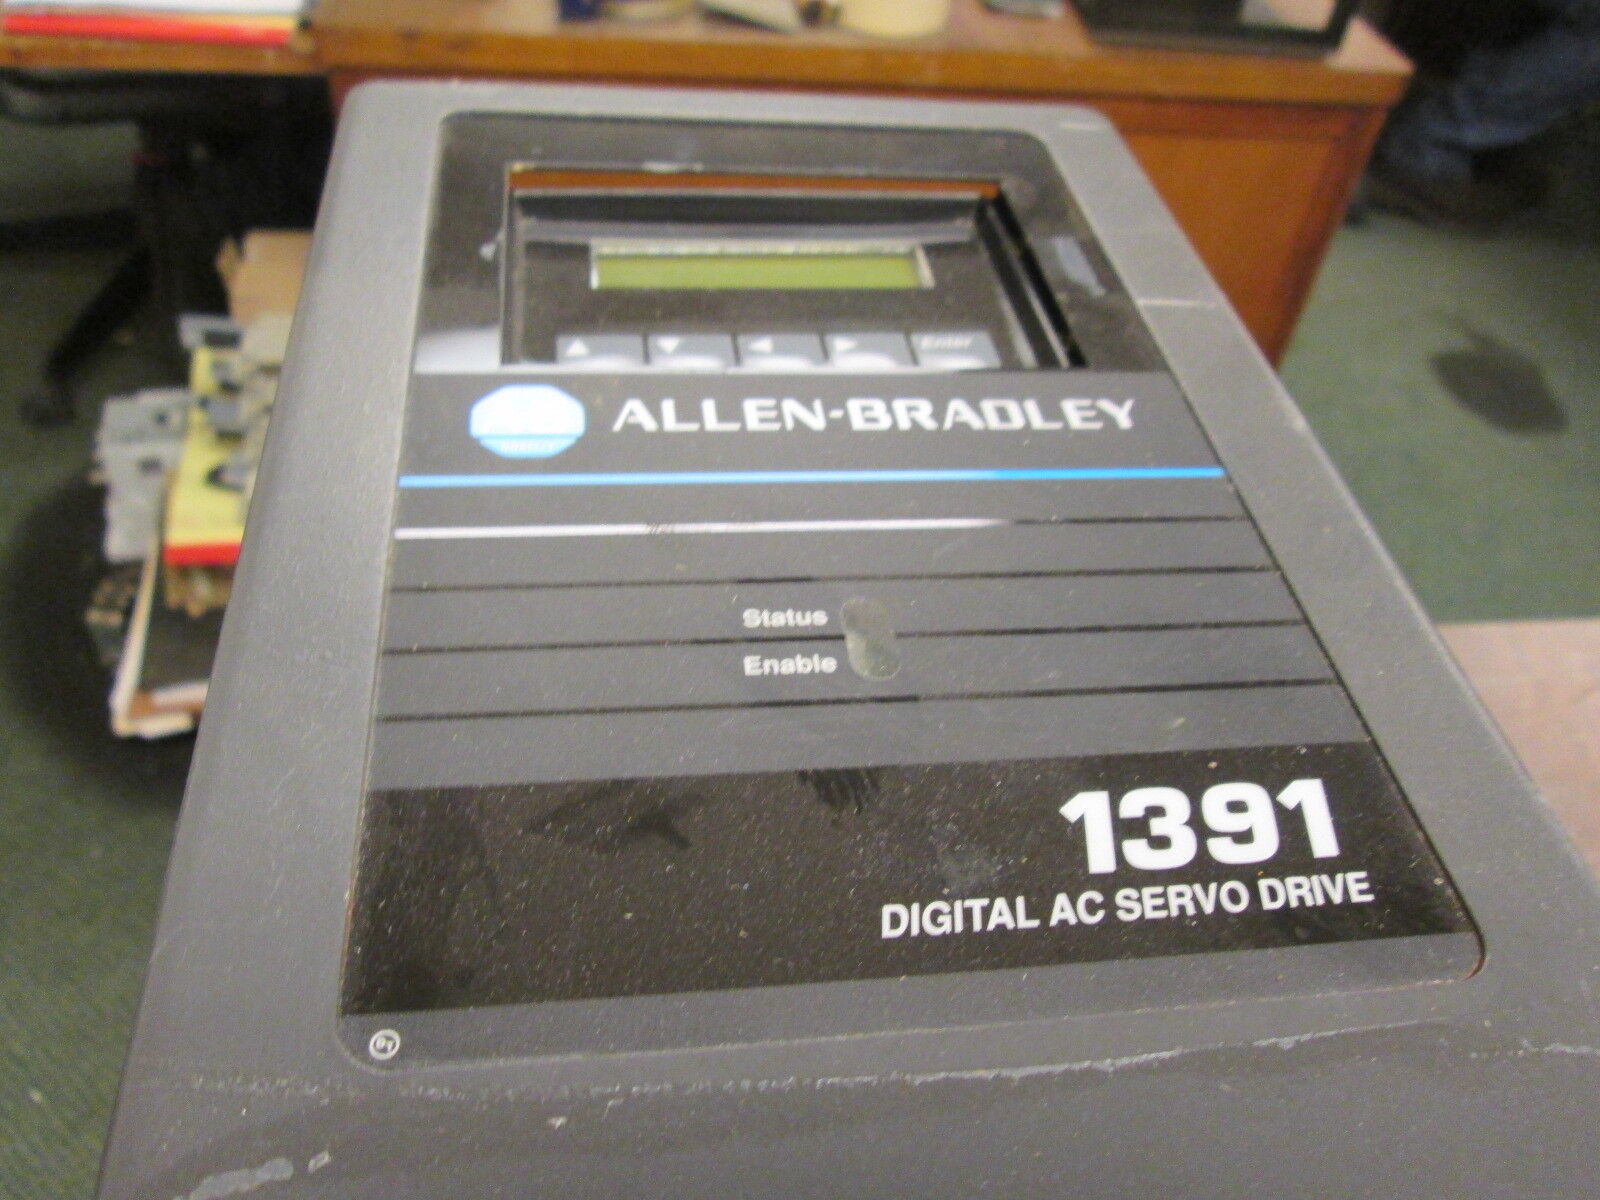 Enter
ALLEN-BRADLEY
Status
Enable
1391
DIGITAL AC SERVO DRIVE